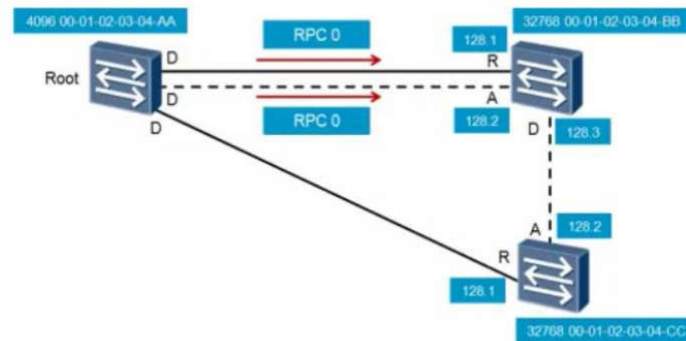 4096 00-01-02-03-04-AA
32768 00-01-02-03-04-BB
RPC 0
128.1
D
R
Root
D
A
RPC 0
128.2
D
D
128.3
A
128.2
R
128.1
32768 00-01-02-03-04-CC